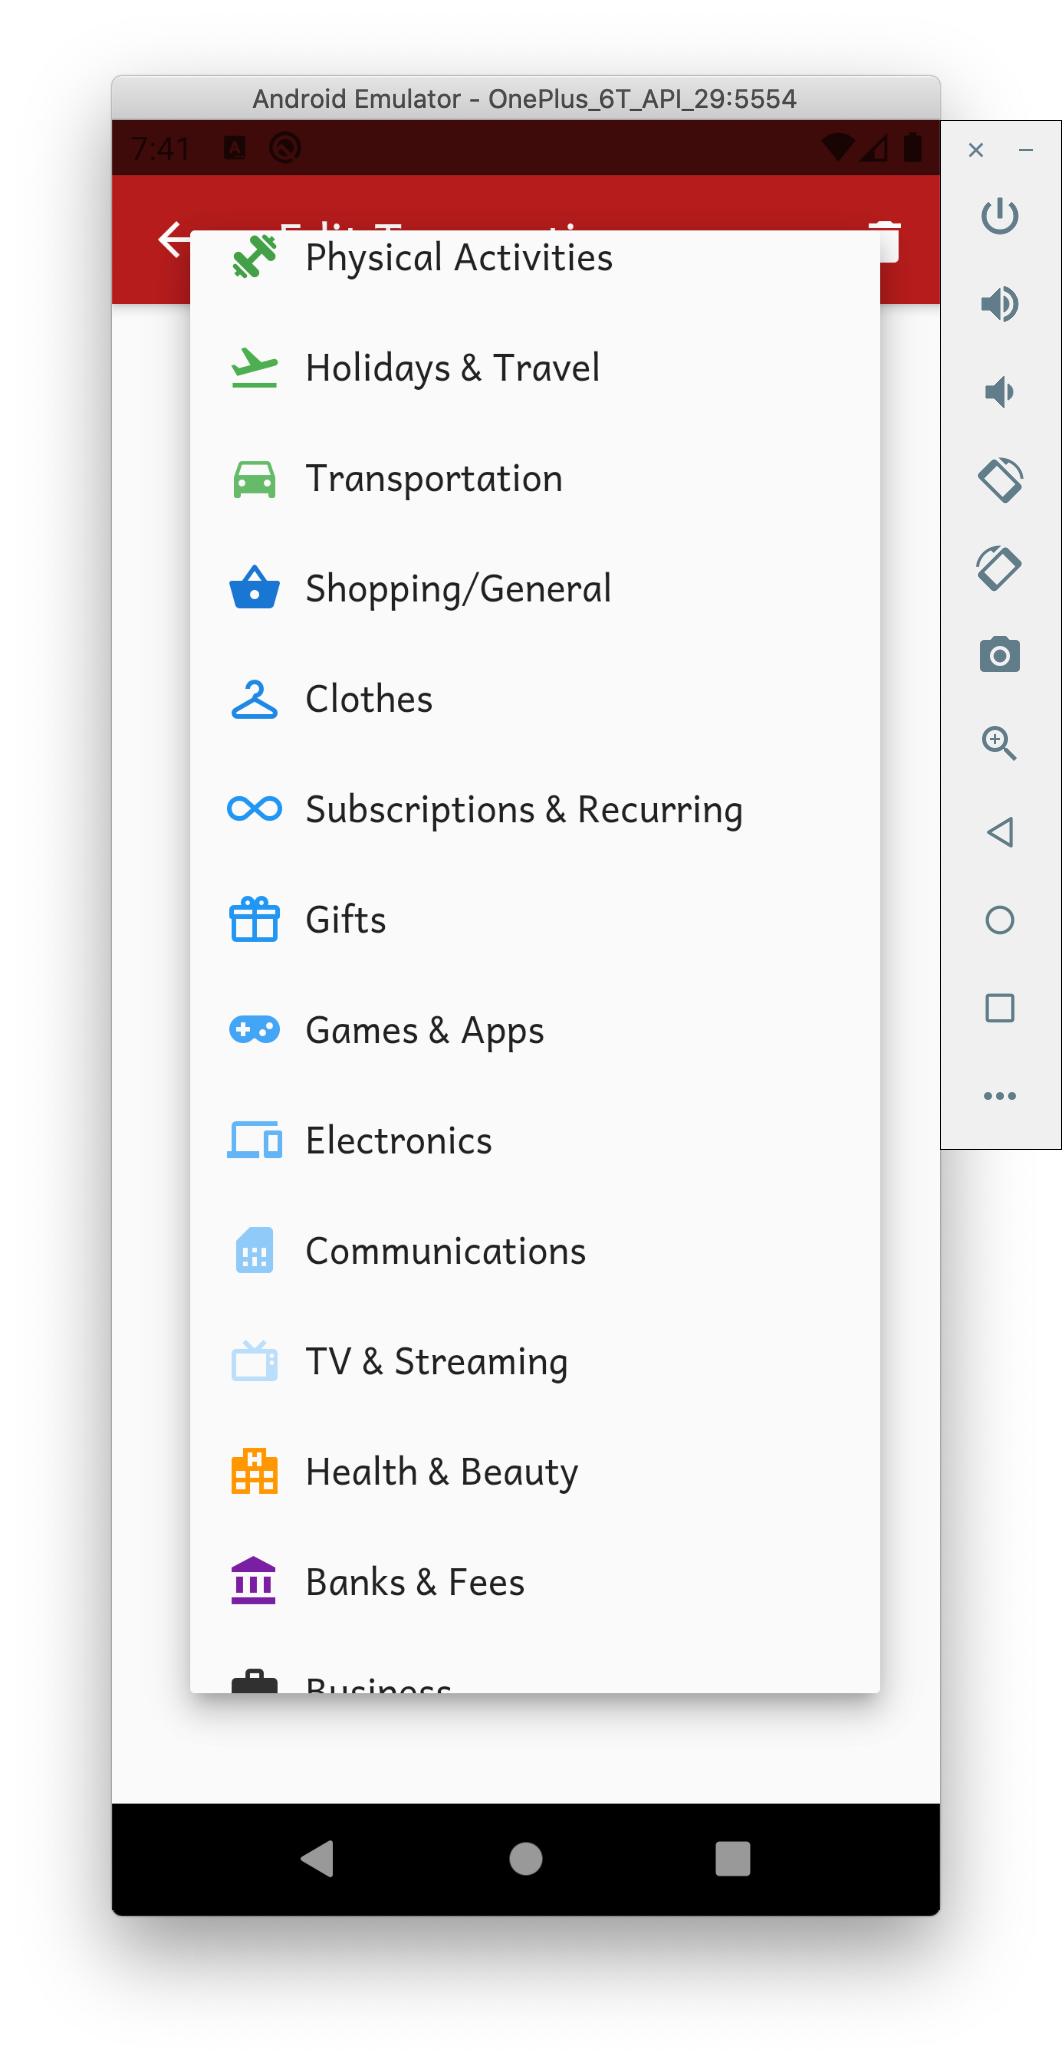 Android Emulator - OnePlus_6T_API_29:5554
7:41
Physical Activities
Holidays & Travel
Transportation
Shopping/General
Clothes
Subscriptions & Recurring
Gifts
Games & Apps
Electronics
Communications
TV & Streaming
Health & Beauty
Banks & Fees
Business